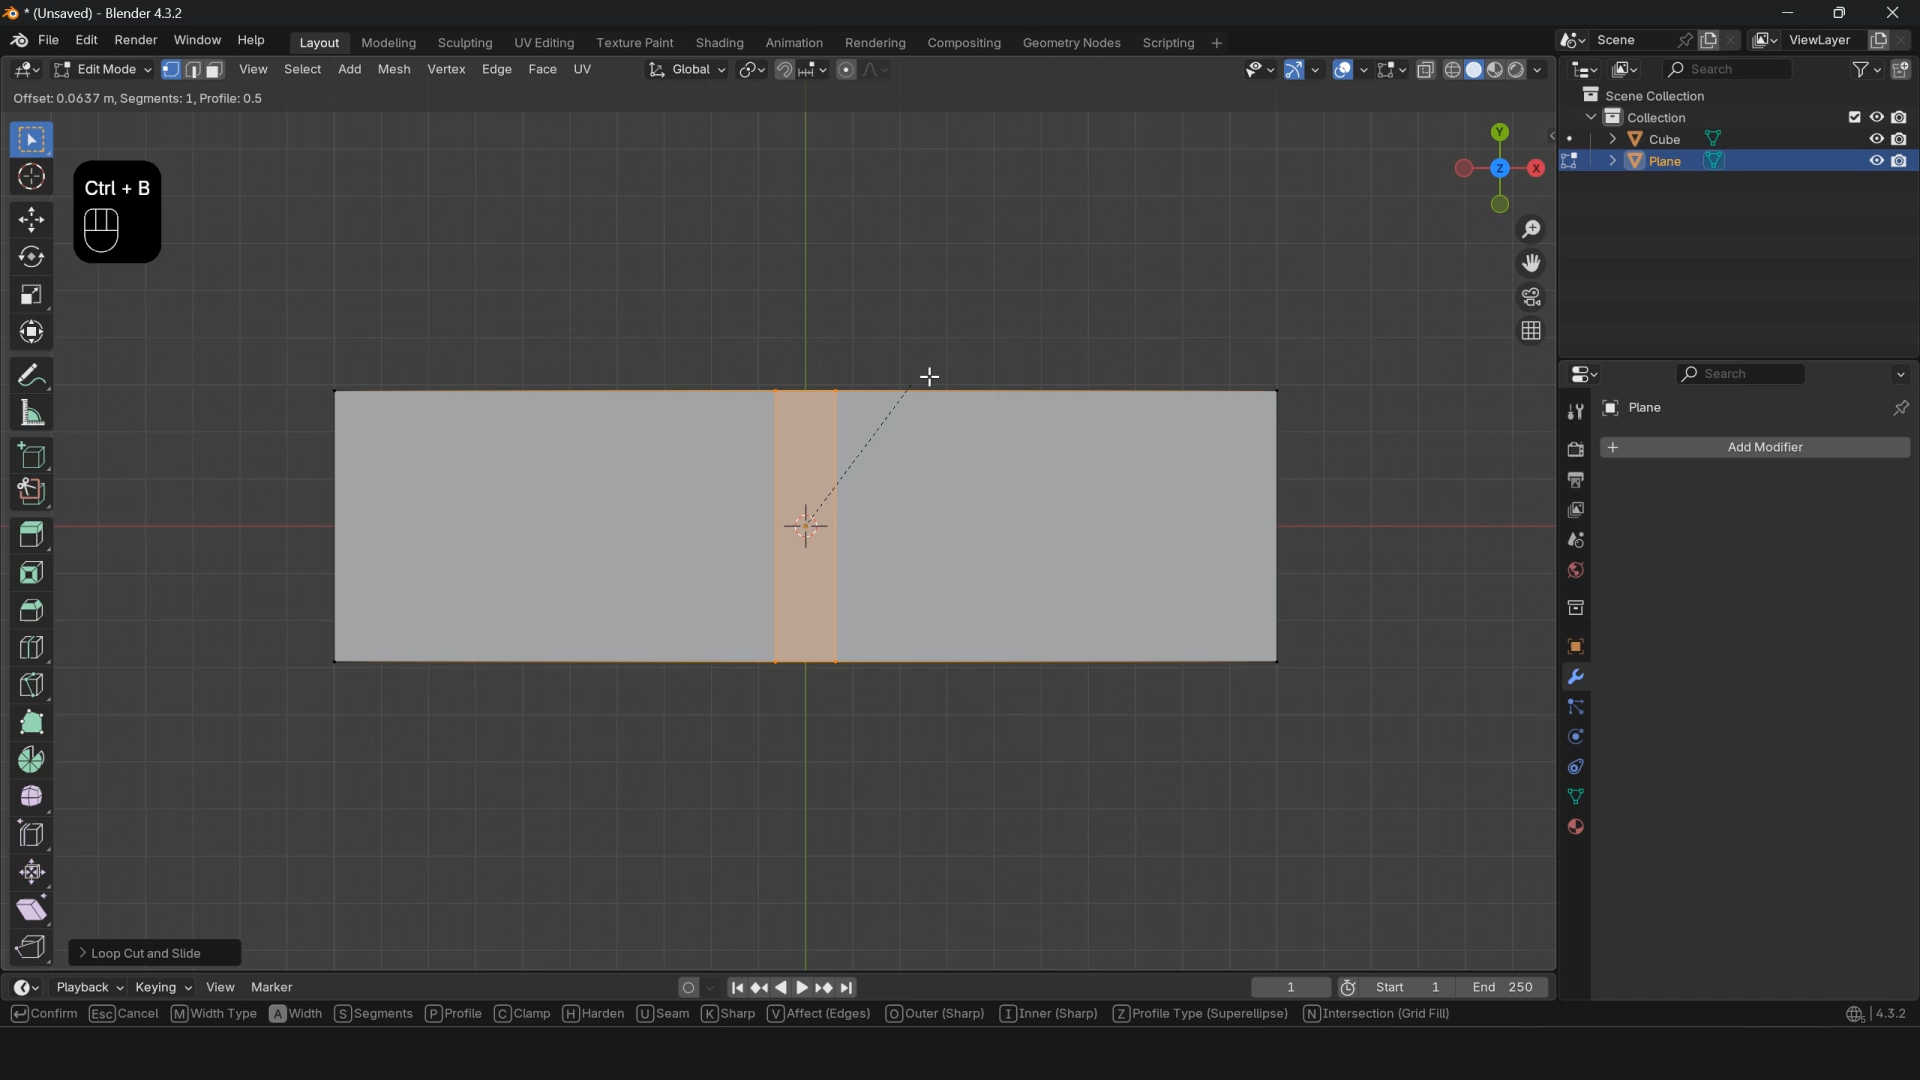 * (Unsaved) - Blender 4.3.2
File Edit Render Window Help Layout Modeling Sculpting UV Editing Texture Paint Shading Animation Rendering Compositing Geometry Nodes Scripting + Scene ViewLayer
Edit Mode View Select Add Mesh Vertex Edge Face UV Global Search
Offset: 0.0637 m, Segments: 1, Profile: 0.5
Scene Collection
Collection
Cube
Plane
Y
Z X
Ctrl + B
Search
Plane
+ Add Modifier
> Loop Cut and Slide
Playback Keying View Marker 1 Start 1 End 250
Confirm Esc Cancel M Width Type A Width S Segments P Profile C Clamp H Harden U Seam K Sharp V Affect (Edges) O Outer (Sharp) I Inner (Sharp) Z Profile Type (Superellipse) N Intersection (Grid Fill) 4.3.2